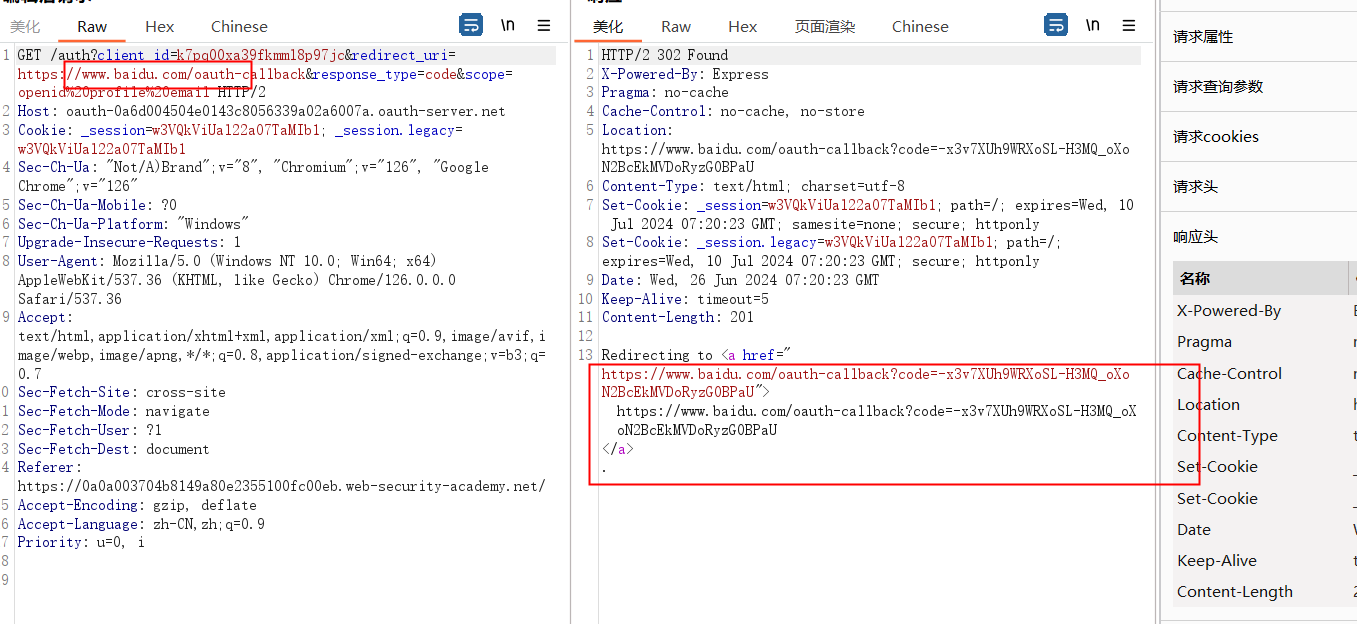 美化 Raw Hex Chinese \n
1 GET /auth?client_id=k7pq00xa39fkmml8p97jc&redirect_uri=
https://www.baidu.com/oauth-callback&response_type=code&scope=
openid%20profile%20email HTTP/2
2 Host: oauth-0a6d004504e0143c8056339a02a6007a.oauth-server.net
3 Cookie: _session=w3VQkViUal22a07TaMIb1; _session.legacy=
w3VQkViUal22a07TaMIb1
4 Sec-Ch-Ua: "Not/A)Brand";v="8", "Chromium";v="126", "Google
Chrome";v="126"
5 Sec-Ch-Ua-Mobile: ?0
6 Sec-Ch-Ua-Platform: "Windows"
7 Upgrade-Insecure-Requests: 1
8 User-Agent: Mozilla/5.0 (Windows NT 10.0; Win64; x64)
AppleWebKit/537.36 (KHTML, like Gecko) Chrome/126.0.0.0
Safari/537.36
9 Accept:
text/html,application/xhtml+xml,application/xml;q=0.9,image/avif,i
mage/webp,image/apng,*/*;q=0.8,application/signed-exchange;v=b3;q=
0.7
0 Sec-Fetch-Site: cross-site
1 Sec-Fetch-Mode: navigate
2 Sec-Fetch-User: ?1
3 Sec-Fetch-Dest: document
4 Referer:
https://0a0a003704b8149a80e2355100fc00eb.web-security-academy.net/
5 Accept-Encoding: gzip, deflate
6 Accept-Language: zh-CN,zh;q=0.9
7 Priority: u=0, i
8
9
美化 Raw Hex 页面渲染 Chinese \n
1 HTTP/2 302 Found
2 X-Powered-By: Express
3 Pragma: no-cache
4 Cache-Control: no-cache, no-store
5 Location:
https://www.baidu.com/oauth-callback?code=-x3v7XUh9WRXoSL-H3MQ_oXo
N2BcEkMVDoRyzG0BPaU
6 Content-Type: text/html; charset=utf-8
7 Set-Cookie: _session=w3VQkViUal22a07TaMIb1; path=/; expires=Wed, 10
Jul 2024 07:20:23 GMT; samesite=none; secure; httponly
8 Set-Cookie: _session.legacy=w3VQkViUal22a07TaMIb1; path=/;
expires=Wed, 10 Jul 2024 07:20:23 GMT; secure; httponly
9 Date: Wed, 26 Jun 2024 07:20:23 GMT
10 Keep-Alive: timeout=5
11 Content-Length: 201
12
13 Redirecting to <a href="
https://www.baidu.com/oauth-callback?code=-x3v7XUh9WRXoSL-H3MQ_oXo
N2BcEkMVDoRyzG0BPaU">
https://www.baidu.com/oauth-callback?code=-x3v7XUh9WRXoSL-H3MQ_oX
oN2BcEkMVDoRyzG0BPaU
</a>
.
请求属性
请求查询参数
请求cookies
请求头
响应头
名称
X-Powered-By
Pragma
Cache-Control
Location
Content-Type
Set-Cookie
Set-Cookie
Date
Keep-Alive
Content-Length